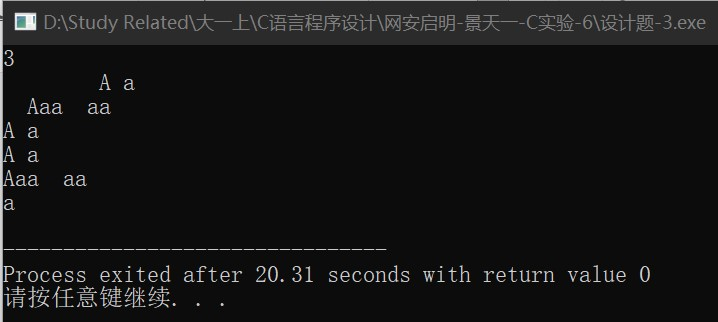 D:\Study Related\大一上\C语言程序设计\网安启明-景天一-C实验-6\设计题-3.exe
3
        A a
  Aaa  aa
A a
A a
Aaa  aa
a
--------------------------------
Process exited after 20.31 seconds with return value 0
请按任意键继续. . .